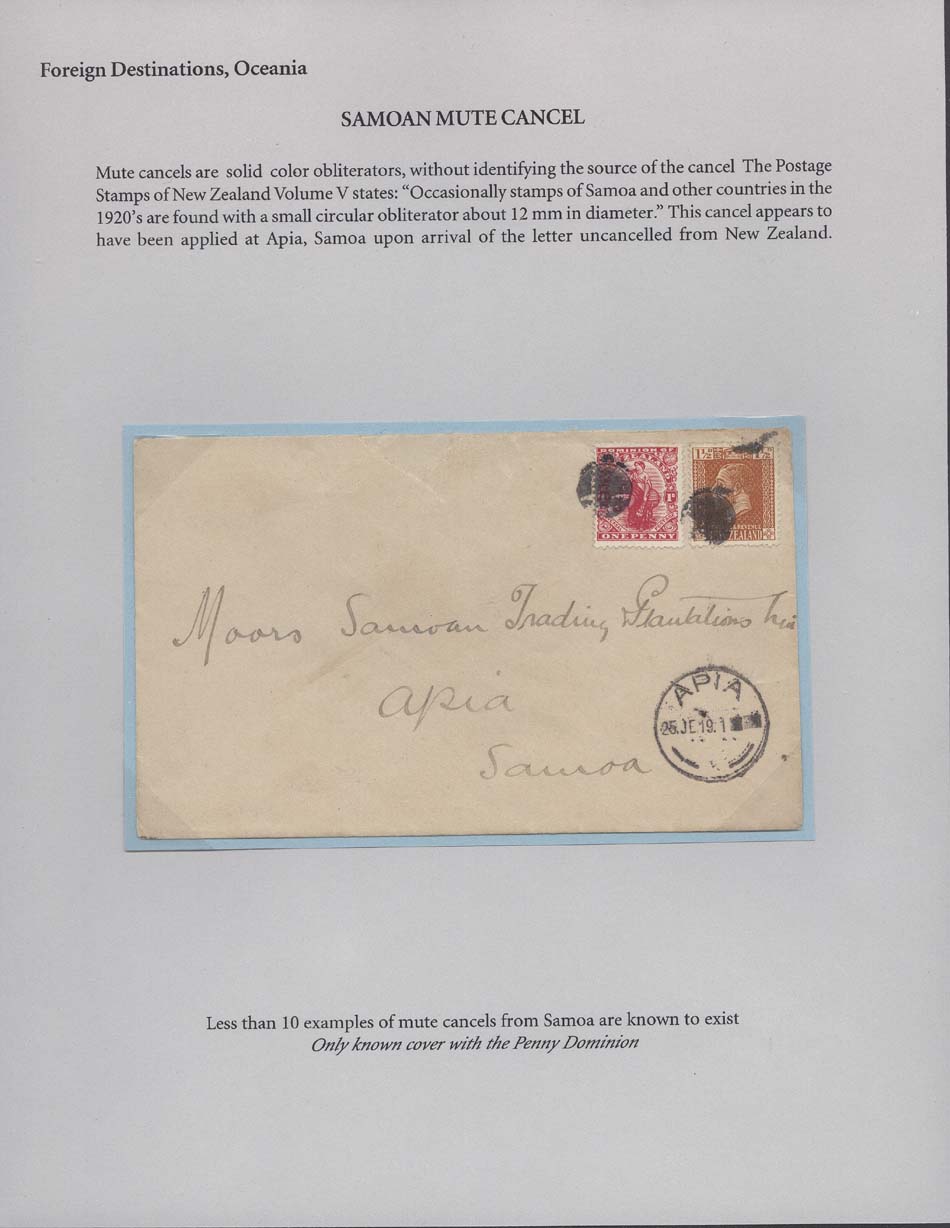 Foreign Destinations, Oceania
SAMOAN MUTE CANCEL
Mute cancels are solid color obliterators, without identifying the source of the cancel The Postage
Stamps of New Zealand Volume V states: “Occasionally stamps of Samoa and other countries in the
1920’s are found with a small circular obliterator about 12 mm in diameter.” This cancel appears to
have been applied at Apia, Samoa upon arrival of the letter uncancelled from New Zealand.
DOMINION
ZEALAND
1D
ONE PENNY
1½
1½
REVENUE
ZEALAND
Moors Samoan Trading Plantations
Apia
Samoa
APIA
25.JE.19.1
Less than 10 examples of mute cancels from Samoa are known to exist
Only known cover with the Penny Dominion